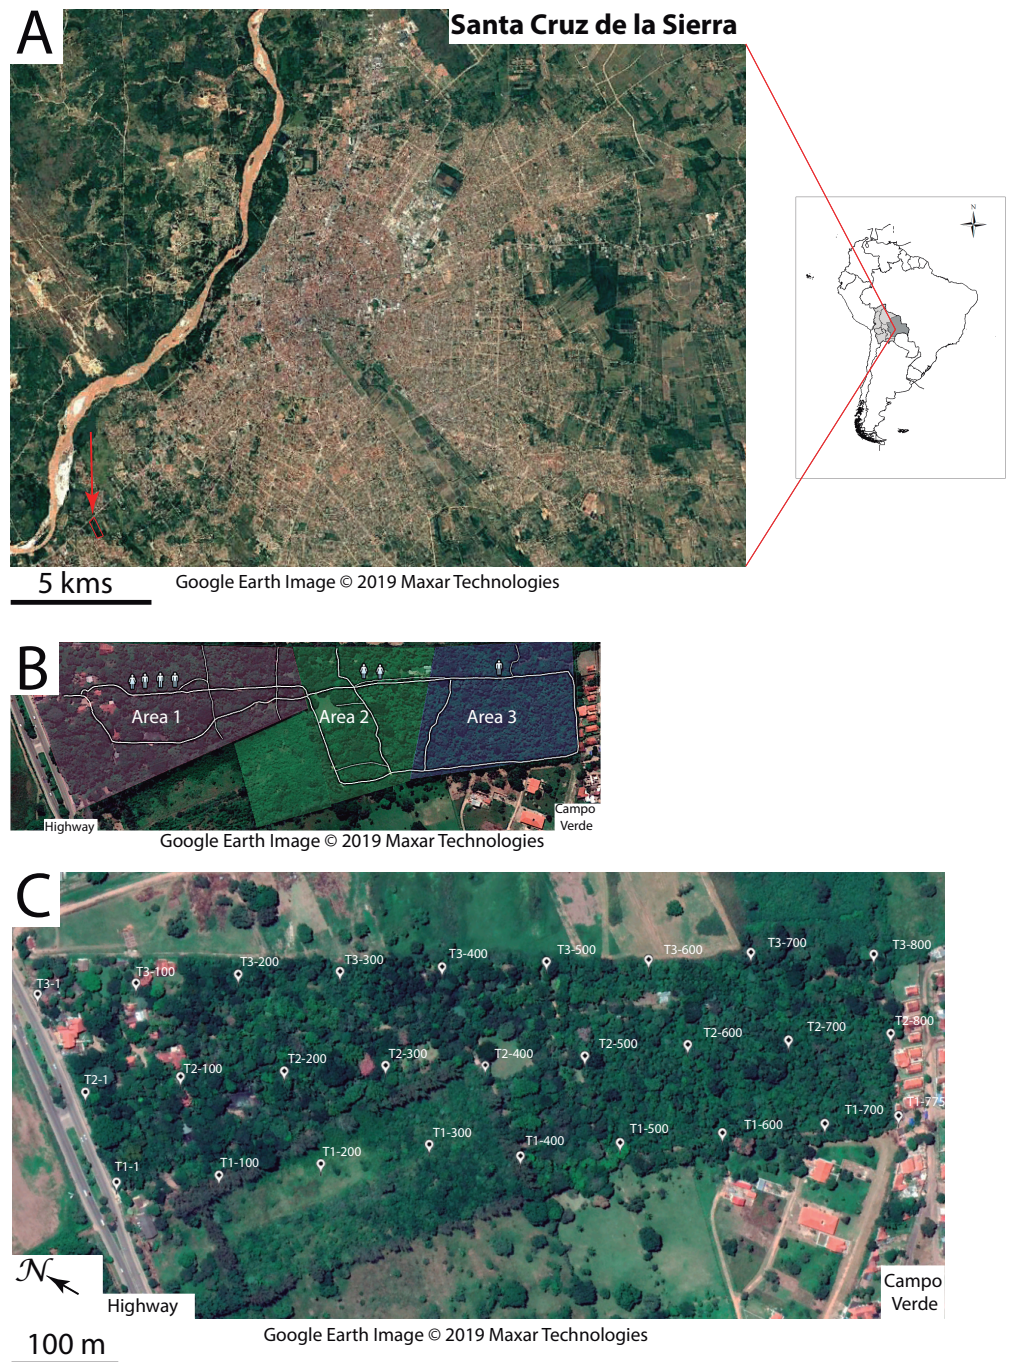 A
Santa Cruz de la Sierra
N
5 kms
Google Earth Image © 2019 Maxar Technologies
B
Area 1
Area 2
Area 3
Highway
Campo
Verde
Google Earth Image © 2019 Maxar Technologies
C
T3-1
T3-100
T3-200
T3-300
T3-400
T3-500
T3-600
T3-700
T3-800
T2-1
T2-100
T2-200
T2-300
T2-400
T2-500
T2-600
T2-700
T2-800
T1-1
T1-100
T1-200
T1-300
T1-400
T1-500
T1-600
T1-700
T1-775
N
Highway
Campo
Verde
Google Earth Image © 2019 Maxar Technologies
100 m